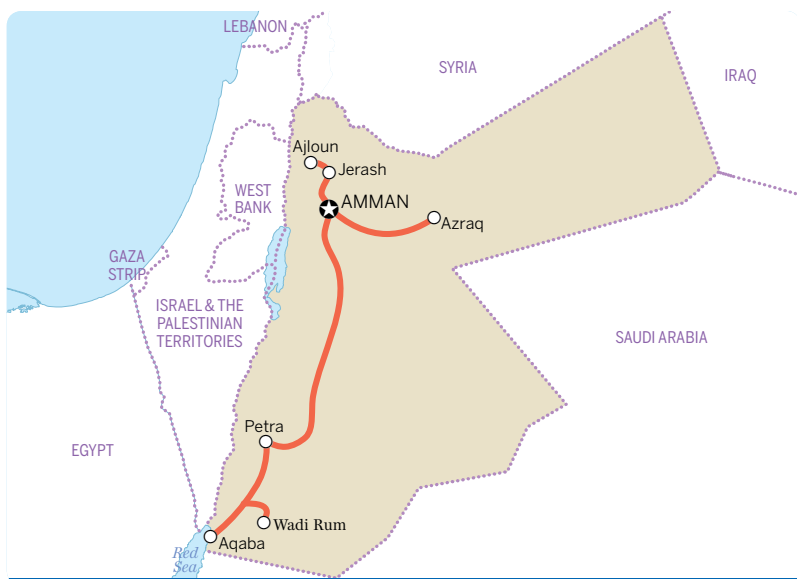 LEBANON
SYRIA
IRAQ
Ajloun
Jerash
WEST
BANK
AMMAN
Azraq
GAZA
STRIP
ISRAEL & THE
PALESTINIAN
TERRITORIES
SAUDI ARABIA
Petra
EGYPT
Wadi Rum
Aqaba
Red
Sea